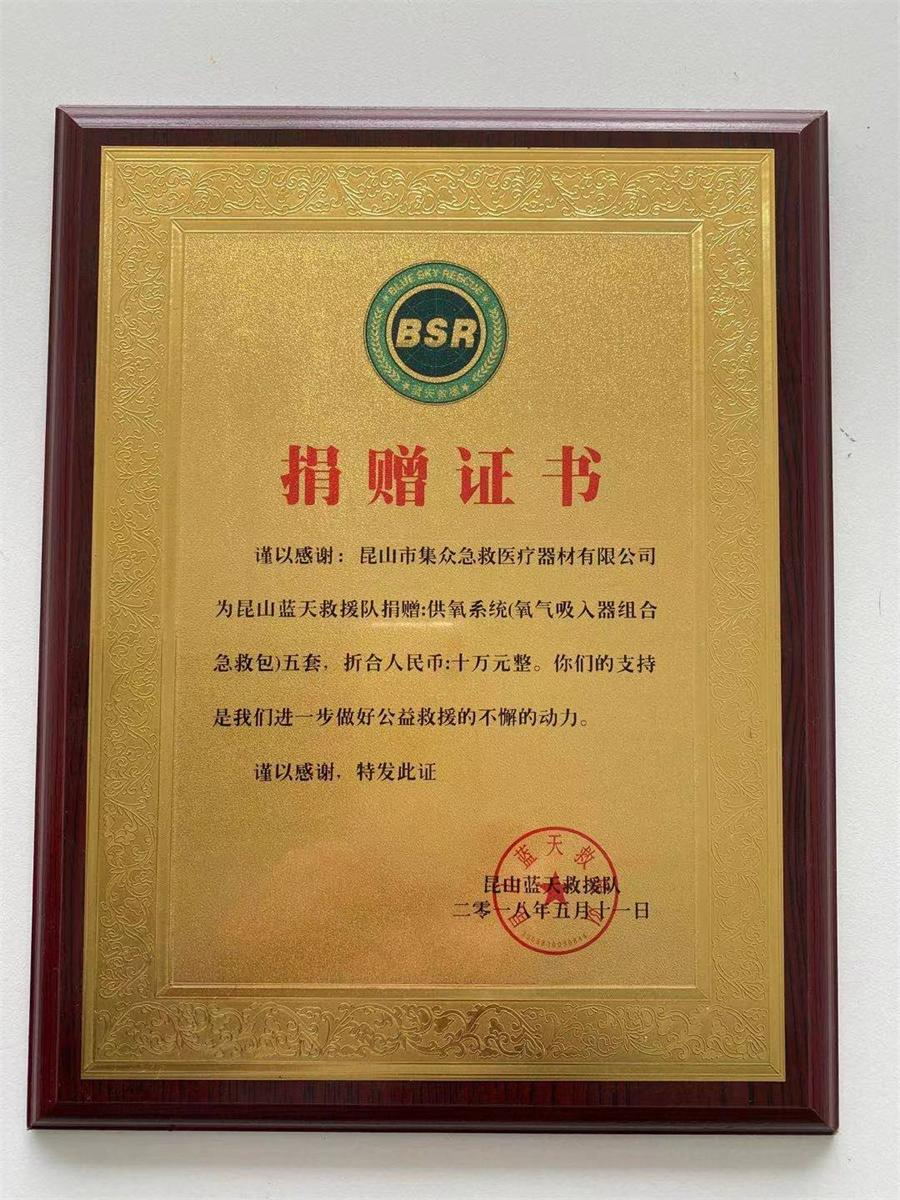 BLUE SKY RESCUE
BSR
蓝天救援
捐赠证书
谨以感谢：昆山市集众急救医疗器材有限公司
为昆山蓝天救援队捐赠:供氧系统(氧气吸入器组合
急救包)五套，折合人民币:十万元整。你们的支持
是我们进一步做好公益救援的不懈的动力。
谨以感谢，特发此证
昆山蓝天救援队
二零一八年五月十一日
蓝天救